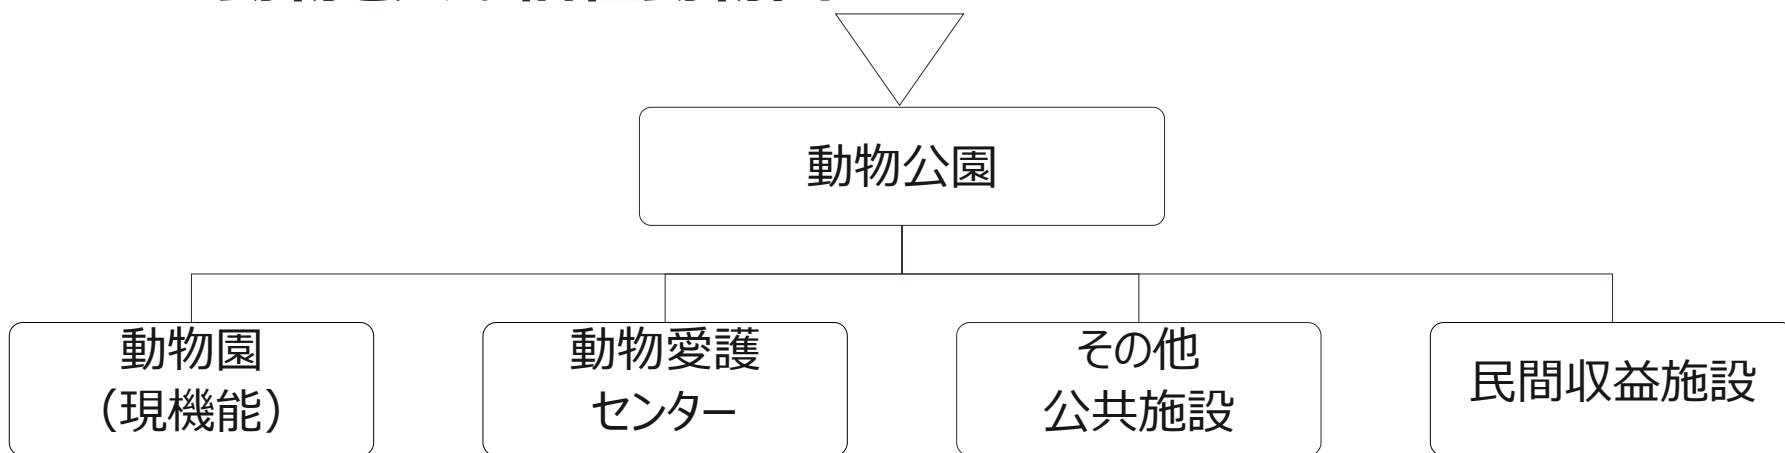 動物公園
動物園
（現機能）
動物愛護
センター
その他
公共施設
民間収益施設